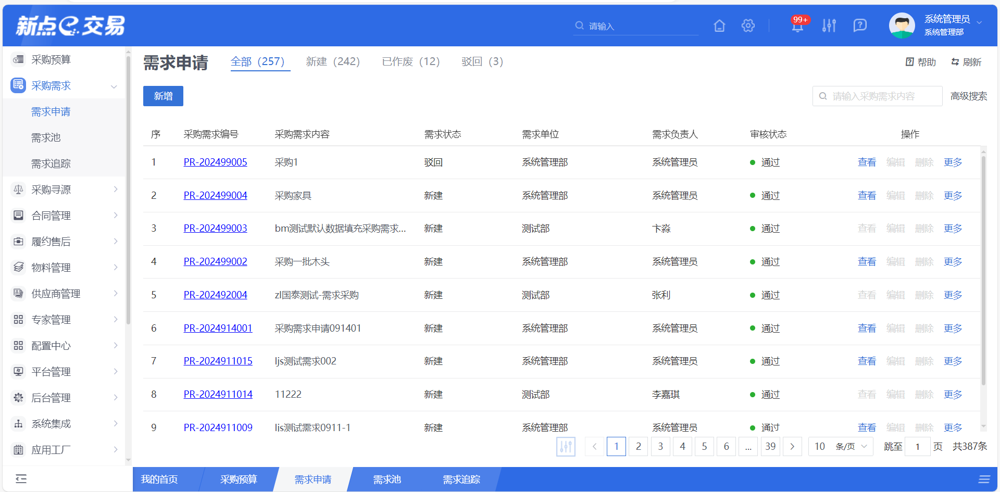 新点e交易
请输入
99+
系统管理员
系统管理部
采购预算
采购需求
需求申请
需求池
需求追踪
采购寻源
合同管理
履约售后
物料管理
供应商管理
专家管理
配置中心
平台管理
后台管理
系统集成
应用工厂
需求申请 全部（257） 新建（242） 已作废（12） 驳回（3） 帮助 刷新
新增 请输入采购需求内容 高级搜索
序 采购需求编号 采购需求内容 需求状态 需求单位 需求负责人 审核状态 操作
1 PR-202499005 采购1 驳回 系统管理部 系统管理员 通过 查看 编辑 删除 更多
2 PR-202499004 采购家具 新建 系统管理部 系统管理员 通过 查看 编辑 删除 更多
3 PR-202499003 bm测试默认数据填充采购需求... 新建 测试部 卞淼 通过 查看 编辑 删除 更多
4 PR-202499002 采购一批木头 新建 系统管理部 系统管理员 通过 查看 编辑 删除 更多
5 PR-202492004 zl国泰测试-需求采购 新建 测试部 张利 通过 查看 编辑 删除 更多
6 PR-2024914001 采购需求申请091401 新建 系统管理部 系统管理员 通过 查看 编辑 删除 更多
7 PR-2024911015 ljs测试需求002 新建 系统管理部 系统管理员 通过 查看 编辑 删除 更多
8 PR-2024911014 11222 新建 测试部 李嘉琪 通过 查看 编辑 删除 更多
9 PR-2024911009 ljs测试需求0911-1 新建 系统管理部 系统管理员 通过 查看 编辑 删除 更多
1 2 3 4 5 6 ... 39 10 条/页 跳至 1 页 共387条
我的首页 采购预算 需求申请 需求池 需求追踪